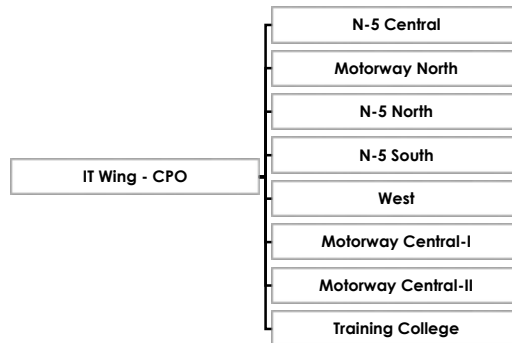 N-5 Central
Motorway North
N-5 North
N-5 South
IT Wing - CPO
West
Motorway Central-I
Motorway Central-II
Training College